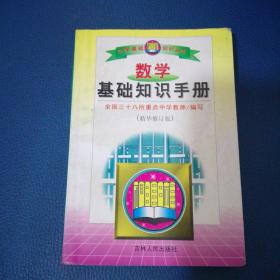 数学
基础知识手册
全国三十八所重点中学教师/编写
(精华修订版)
吉林人民出版社